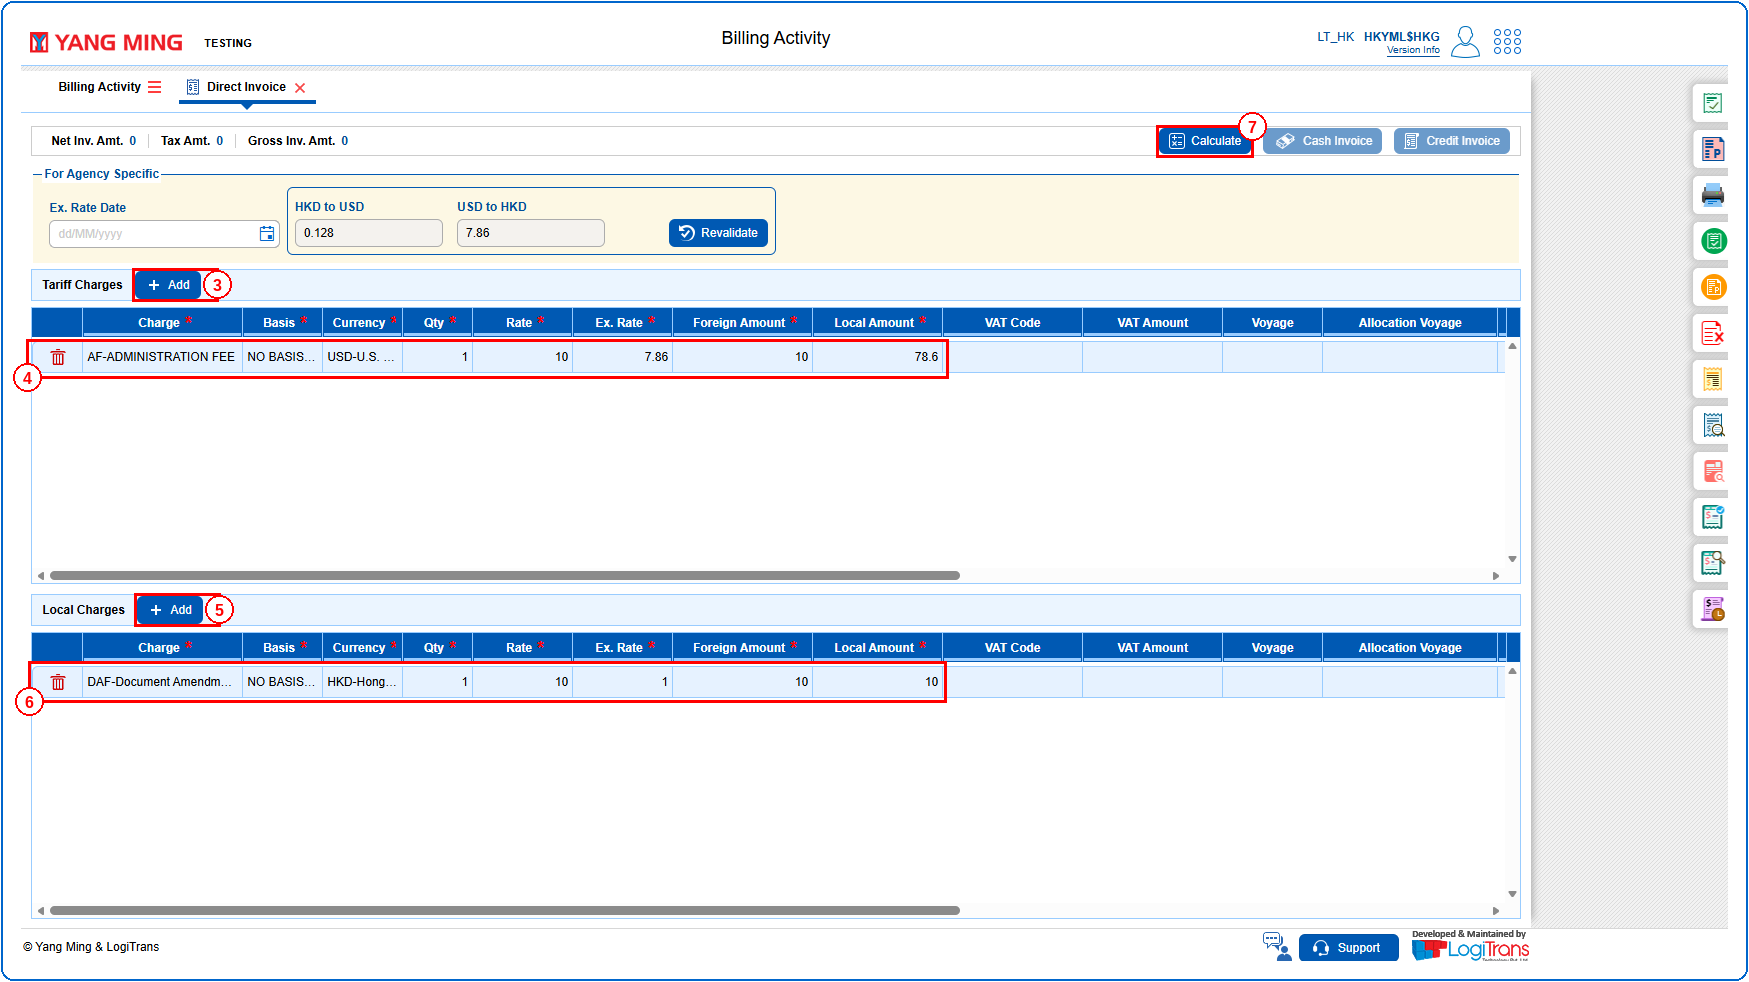 YANG MING TESTING
Billing Activity
LT_HK HKYML$HKG
Version Info
Billing Activity Direct Invoice
Net Inv. Amt. 0 Tax Amt. 0 Gross Inv. Amt. 0
Calculate 7 Cash Invoice Credit Invoice
For Agency Specific
Ex. Rate Date HKD to USD USD to HKD
dd/MM/yyyy 0.128 7.86 Revalidate
Tariff Charges + Add 3
Charge * Basis * Currency * Qty * Rate * Ex. Rate * Foreign Amount * Local Amount * VAT Code VAT Amount Voyage Allocation Voyage
AF-ADMINISTRATION FEE NO BASIS... USD-U.S. ... 1 10 7.86 10 78.6
4
Local Charges + Add 5
Charge * Basis * Currency * Qty * Rate * Ex. Rate * Foreign Amount * Local Amount * VAT Code VAT Amount Voyage Allocation Voyage
DAF-Document Amendm... NO BASIS... HKD-Hong... 1 10 1 10 10
6
© Yang Ming & LogiTrans
Support
Developed & Maintained by
LogiTrans